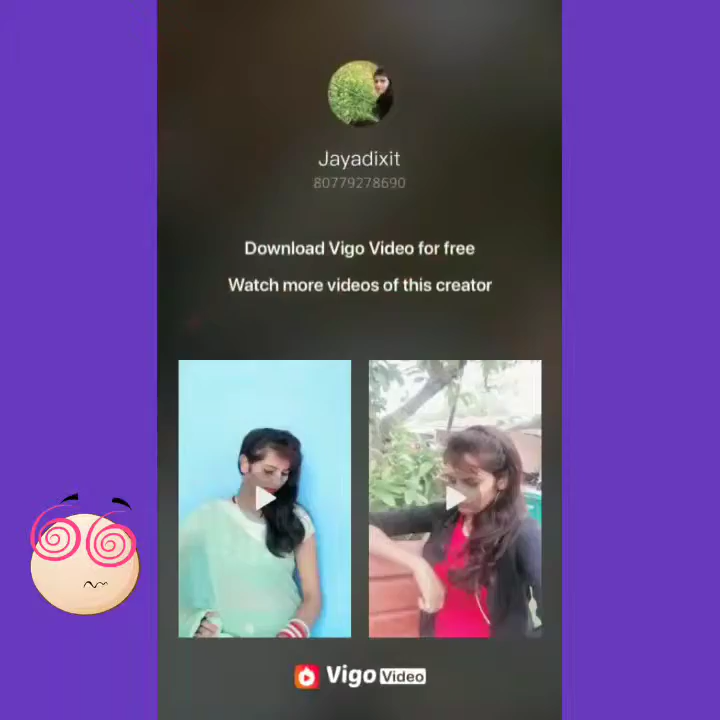 Jayadixit
80779278690
Download Vigo Video for free
Watch more videos of this creator
Vigo Video